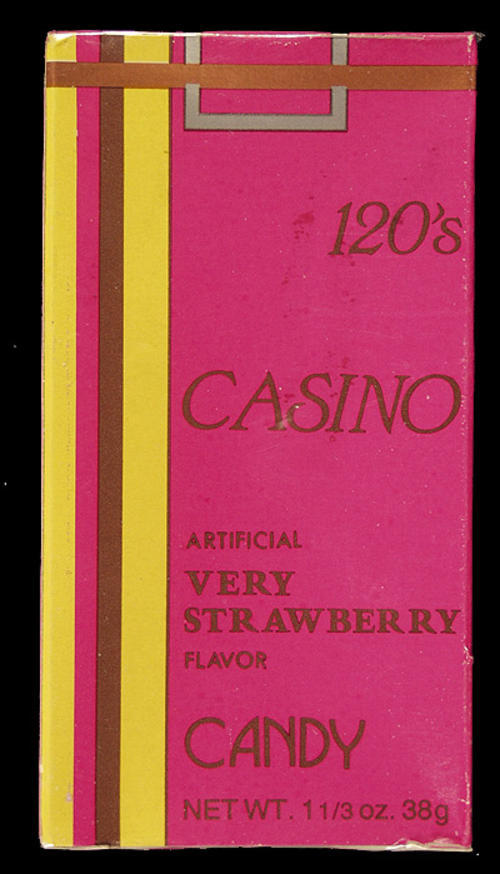 120's
CASINO
ARTIFICIAL
VERY
STRAWBERRY
FLAVOR
CANDY
NET WT. 1 1/3 oz. 38g